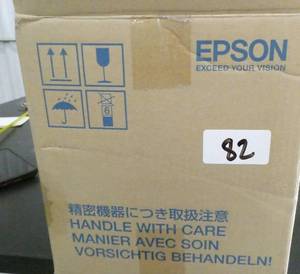 EPSON
EXCEED YOUR VISION
6
82
精密機器につき取扱注意
HANDLE WITH CARE
MANIER AVEC SOIN
VORSICHTIG BEHANDELN!